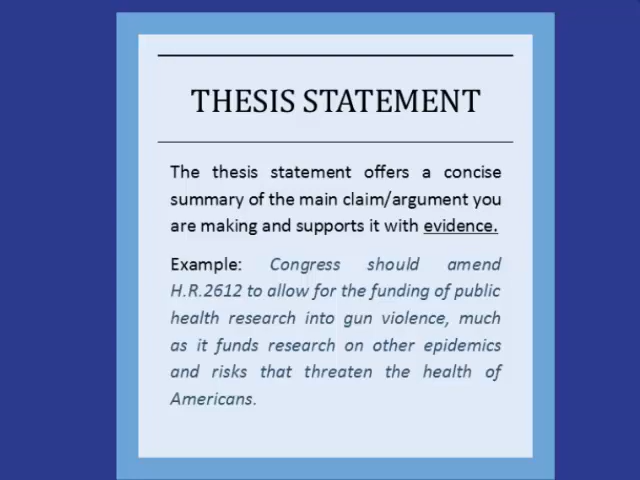 THESIS STATEMENT
The thesis statement offers a concise
summary of the main claim/argument you
are making and supports it with evidence.
Example: Congress should amend
H.R.2612 to allow for the funding of public
health research into gun violence, much
as it funds research on other epidemics
and risks that threaten the health of
Americans.